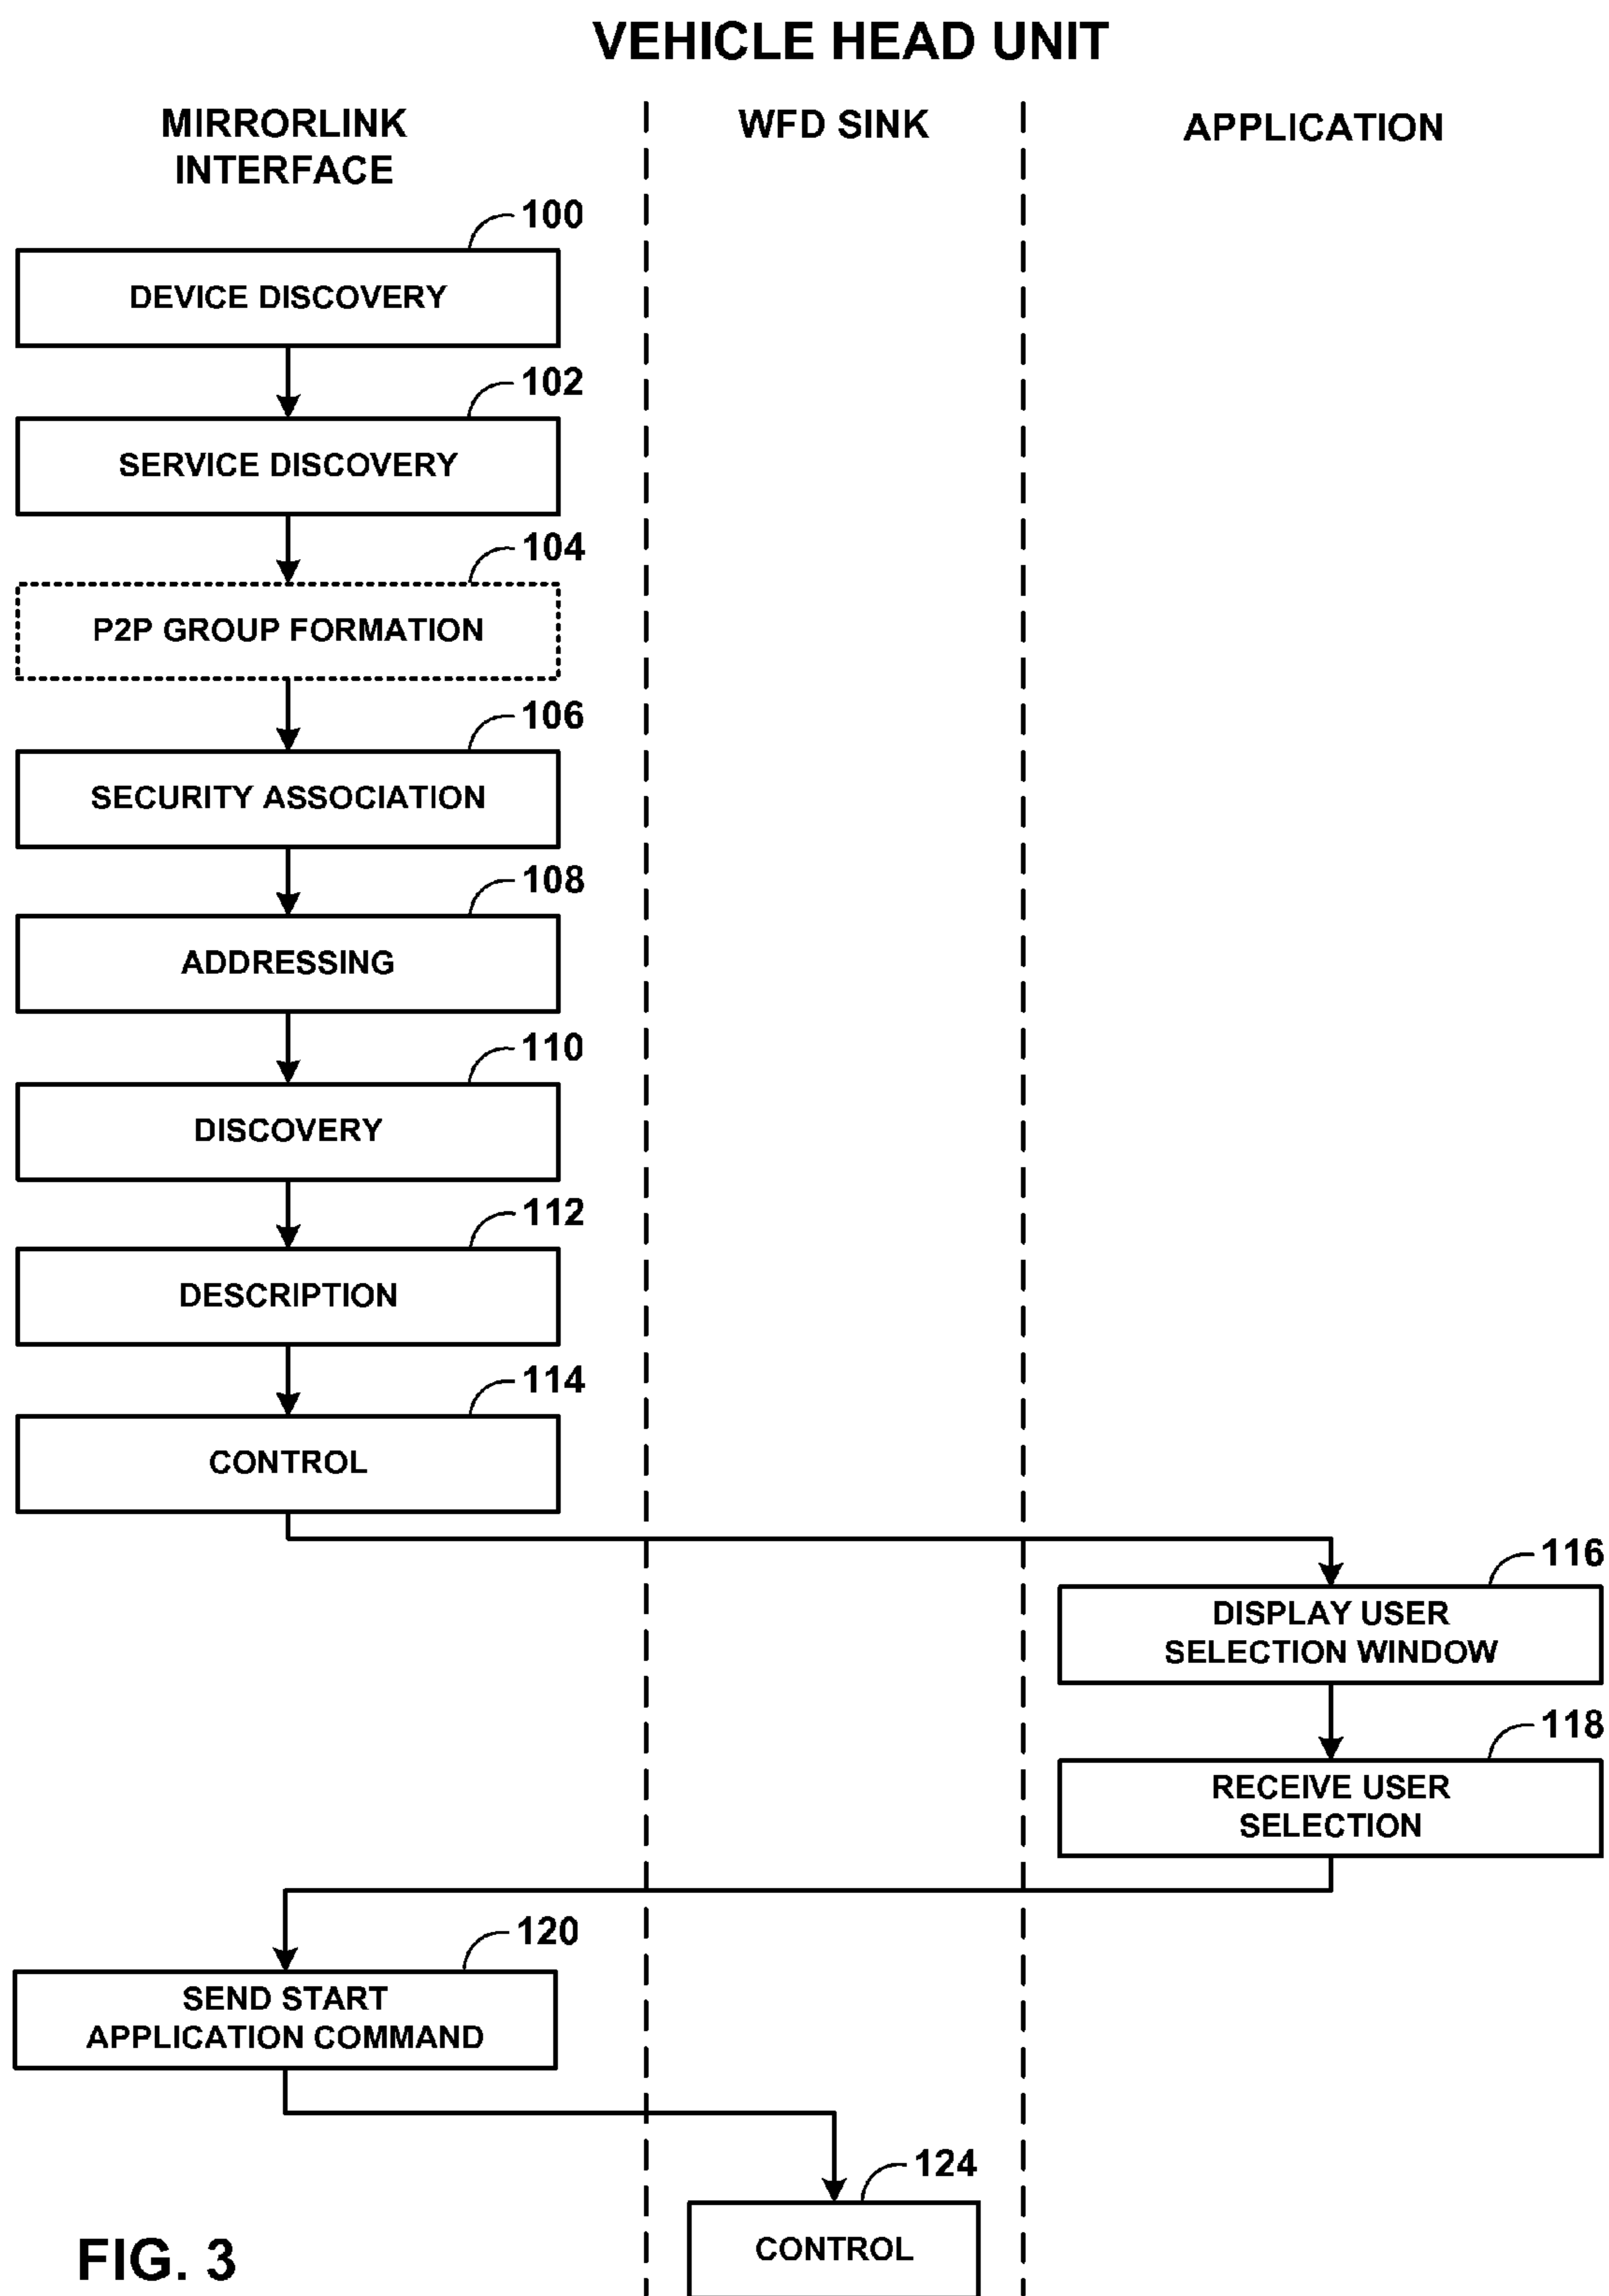 VEHICLE HEAD UNIT
MIRRORLINK
INTERFACE
WFD SINK
APPLICATION
100
DEVICE DISCOVERY
102
SERVICE DISCOVERY
104
P2P GROUP FORMATION
106
SECURITY ASSOCIATION
108
ADDRESSING
110
DISCOVERY
112
DESCRIPTION
114
CONTROL
116
DISPLAY USER
SELECTION WINDOW
118
RECEIVE USER
SELECTION
120
SEND START
APPLICATION COMMAND
124
CONTROL
FIG. 3